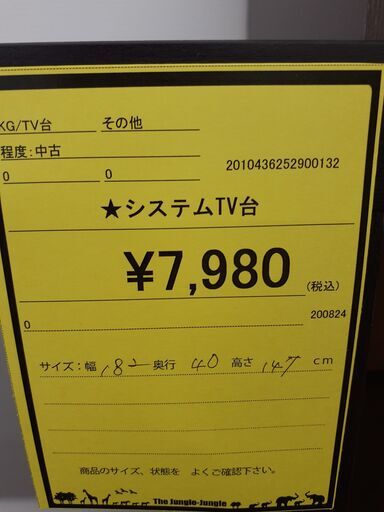 KG/TV台 その他
程度:中古
0 0 2010436252900132
★システムTV台
¥7,980 (税込)
0 200824
サイズ:幅 182 奥行 40 高さ 147 cm
商品のサイズ、状態を よくご確認下さい。
The Jungle-Jungle